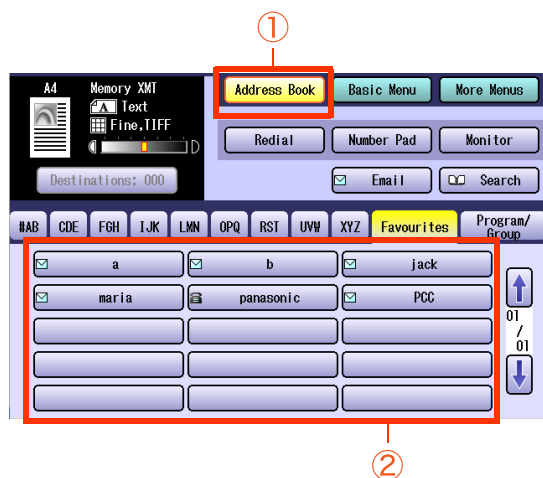 ①
A4 Memory XMT
A Text
Fine,TIFF
Destinations: 000
Address Book Basic Menu More Menus
Redial Number Pad Monitor
Email Search
#AB CDE FGH IJK LMN OPQ RST UVW XYZ Favourites Program/
Group
a b jack
maria panasonic PCC
01
/
01
②